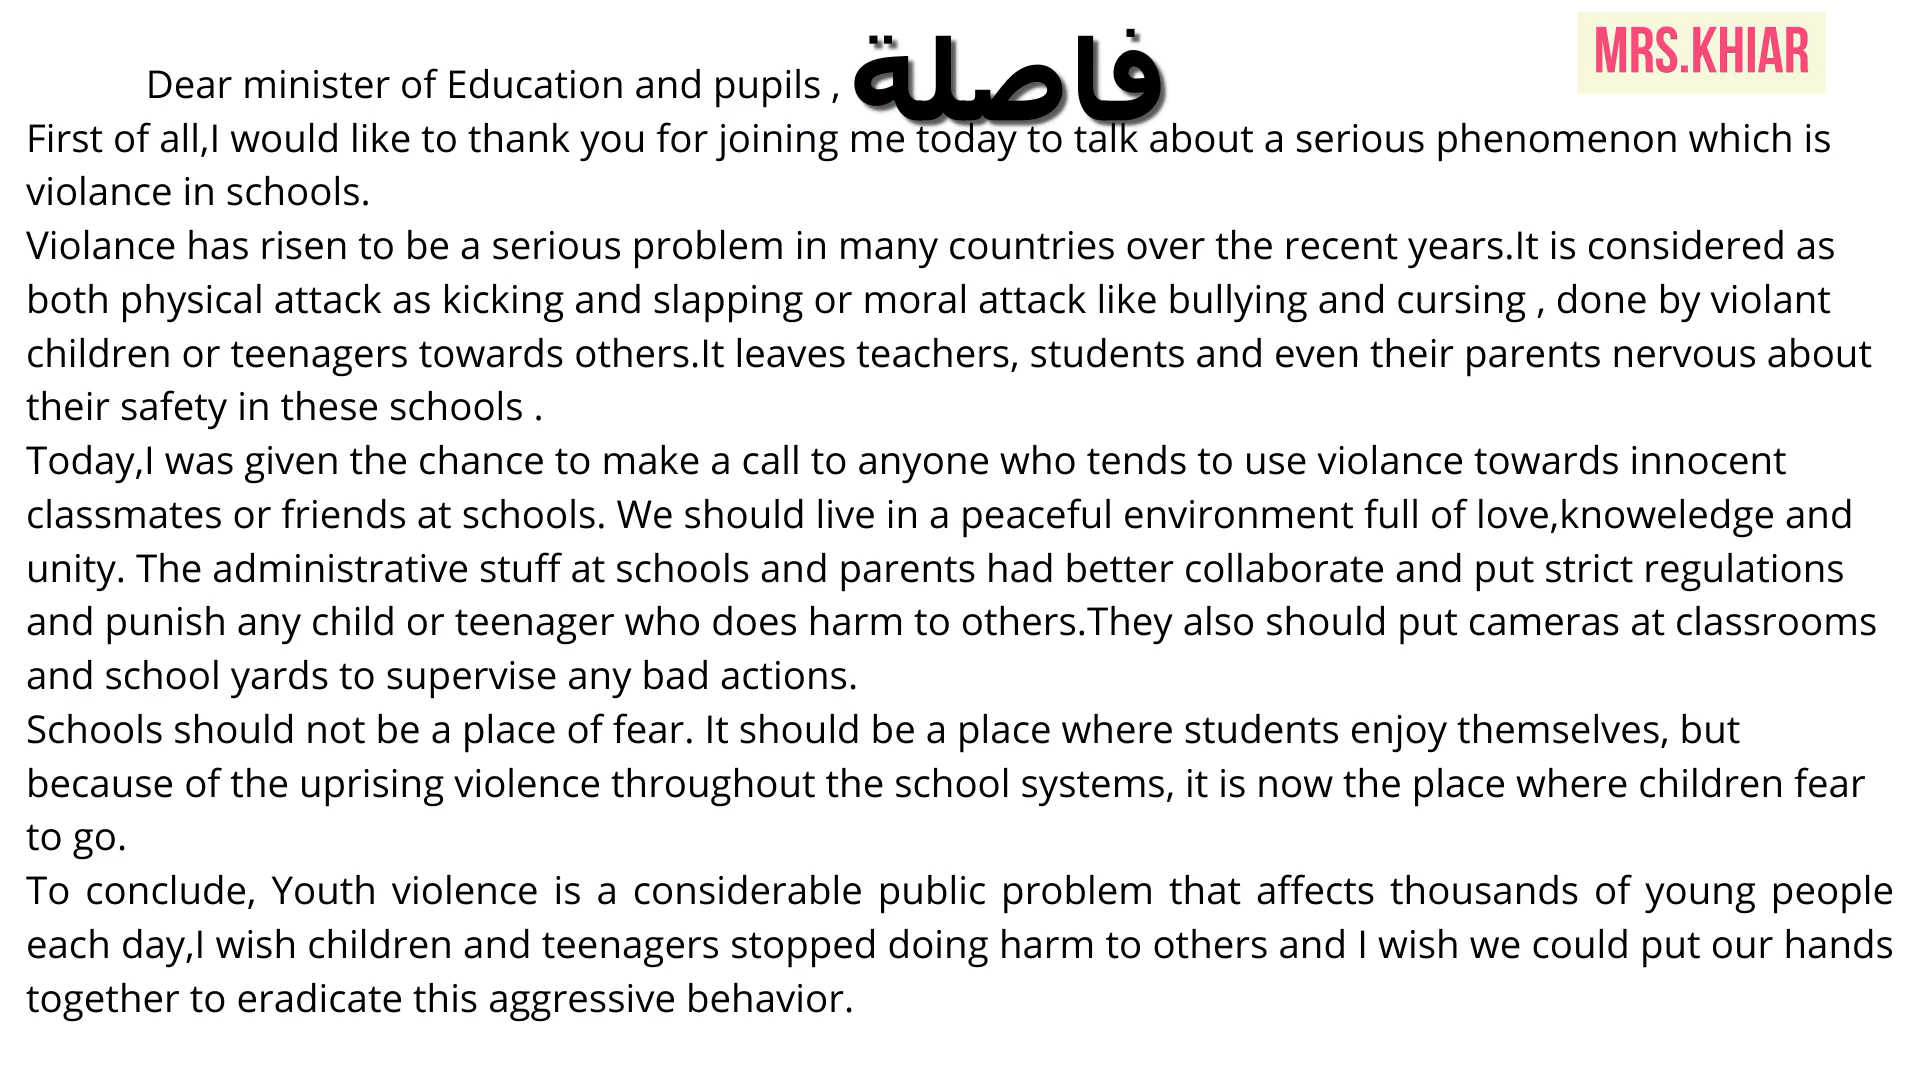 MRS.KHIAR
Dear minister of Education and pupils , فاصلة
First of all,I would like to thank you for joining me today to talk about a serious phenomenon which is
violance in schools.
Violance has risen to be a serious problem in many countries over the recent years.It is considered as
both physical attack as kicking and slapping or moral attack like bullying and cursing , done by violant
children or teenagers towards others.It leaves teachers, students and even their parents nervous about
their safety in these schools .
Today,I was given the chance to make a call to anyone who tends to use violance towards innocent
classmates or friends at schools. We should live in a peaceful environment full of love,knoweledge and
unity. The administrative stuff at schools and parents had better collaborate and put strict regulations
and punish any child or teenager who does harm to others.They also should put cameras at classrooms
and school yards to supervise any bad actions.
Schools should not be a place of fear. It should be a place where students enjoy themselves, but
because of the uprising violence throughout the school systems, it is now the place where children fear
to go.
To conclude, Youth violence is a considerable public problem that affects thousands of young people
each day,I wish children and teenagers stopped doing harm to others and I wish we could put our hands
together to eradicate this aggressive behavior.